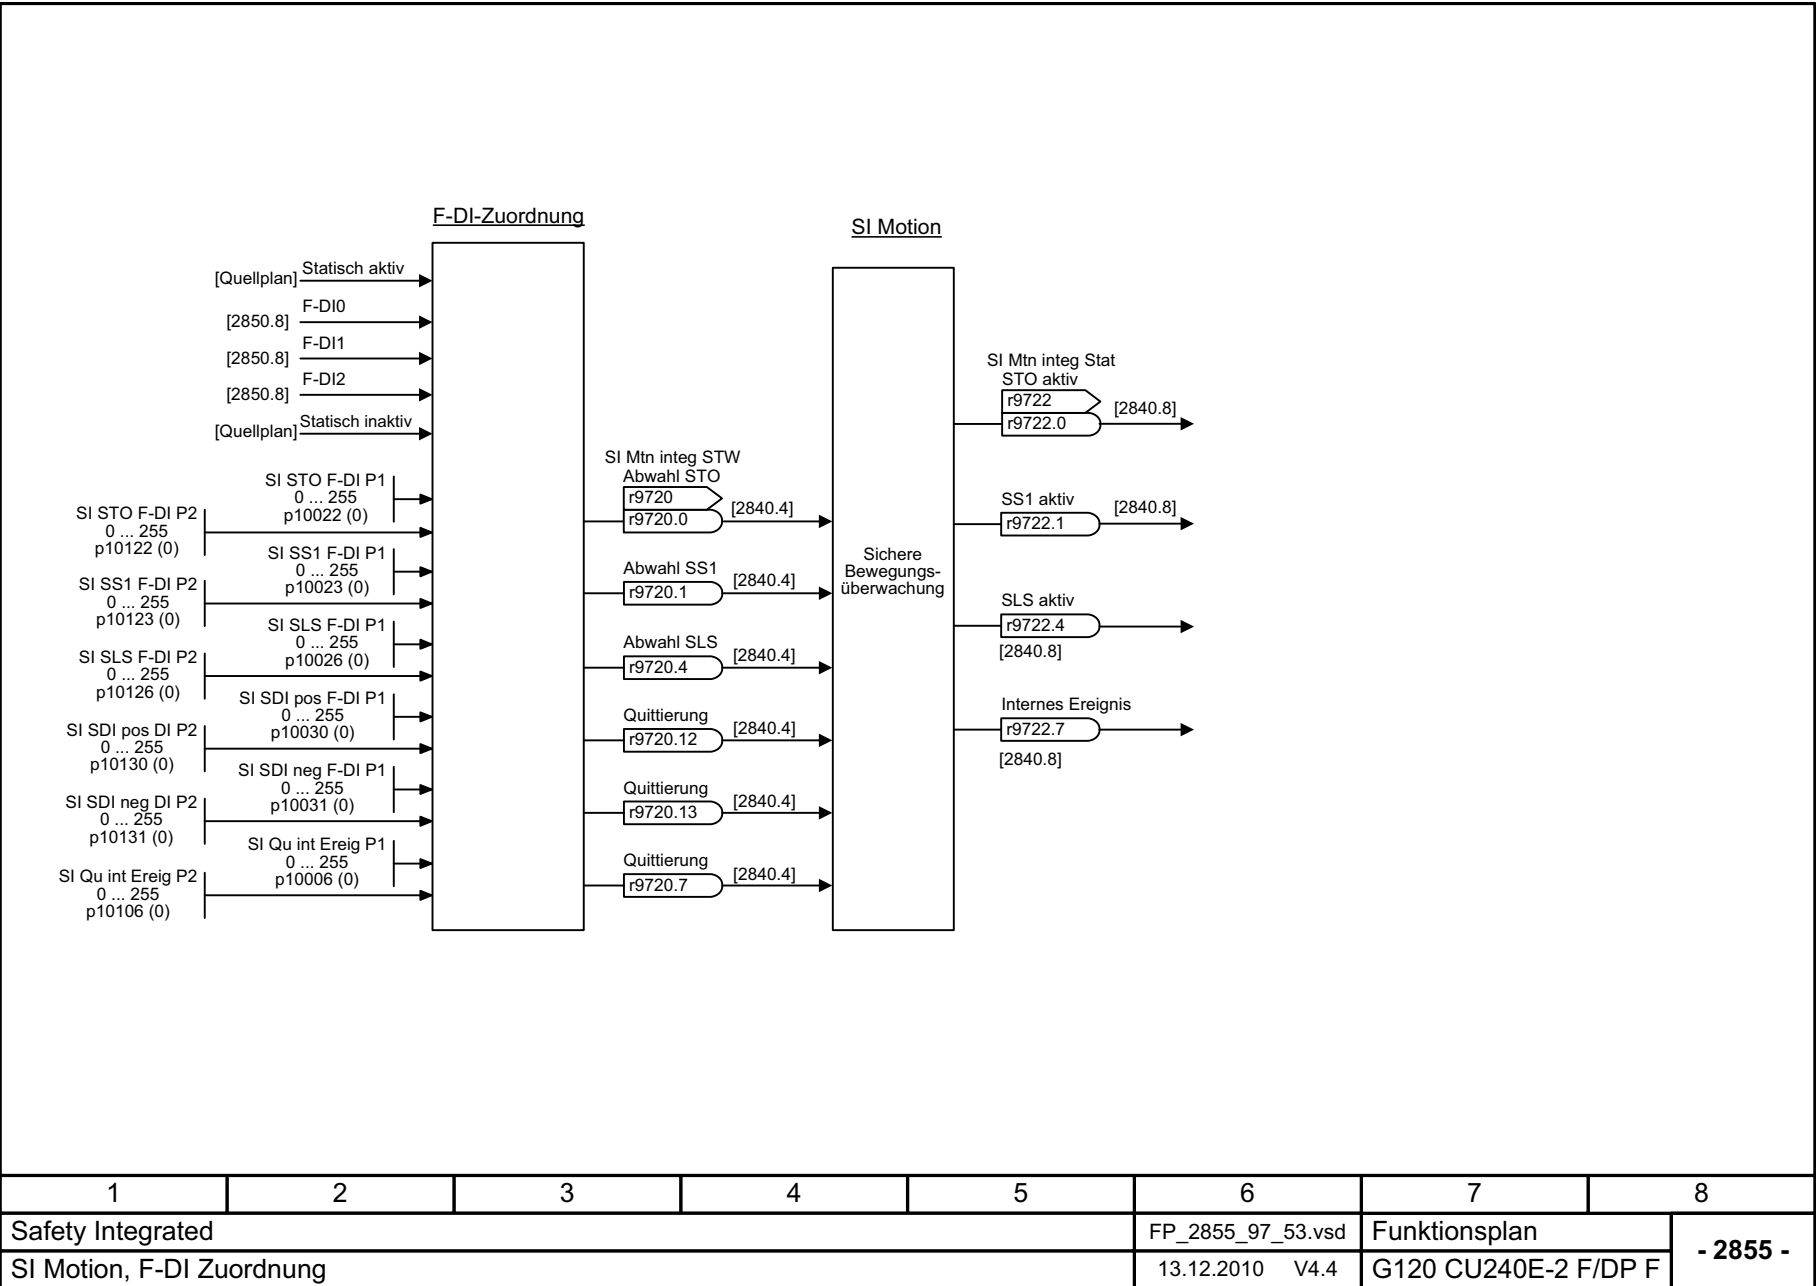 F-DI-Zuordnung
SI Motion
[Quellplan] Statisch aktiv
F-DI0
[2850.8]
F-DI1
[2850.8]
F-DI2
[2850.8]
[Quellplan] Statisch inaktiv
SI STO F-DI P1
0 ... 255
p10022 (0)
SI STO F-DI P2
0 ... 255
p10122 (0)
SI SS1 F-DI P1
0 ... 255
p10023 (0)
SI SS1 F-DI P2
0 ... 255
p10123 (0)
SI SLS F-DI P1
0 ... 255
p10026 (0)
SI SLS F-DI P2
0 ... 255
p10126 (0)
SI SDI pos F-DI P1
0 ... 255
p10030 (0)
SI SDI pos DI P2
0 ... 255
p10130 (0)
SI SDI neg F-DI P1
0 ... 255
p10031 (0)
SI SDI neg DI P2
0 ... 255
p10131 (0)
SI Qu int Ereig P1
0 ... 255
p10006 (0)
SI Qu int Ereig P2
0 ... 255
p10106 (0)
SI Mtn integ STW
Abwahl STO
r9720
r9720.0
[2840.4]
Abwahl SS1
r9720.1
[2840.4]
Abwahl SLS
r9720.4
[2840.4]
Quittierung
r9720.12
[2840.4]
Quittierung
r9720.13
[2840.4]
Quittierung
r9720.7
[2840.4]
Sichere
Bewegungs-
überwachung
SI Mtn integ Stat
STO aktiv
r9722
r9722.0
[2840.8]
SS1 aktiv
r9722.1
[2840.8]
SLS aktiv
r9722.4
[2840.8]
Internes Ereignis
r9722.7
[2840.8]
1 2 3 4 5 6 7 8
Safety Integrated
FP_2855_97_53.vsd
Funktionsplan
- 2855 -
SI Motion, F-DI Zuordnung
13.12.2010 V4.4
G120 CU240E-2 F/DP F